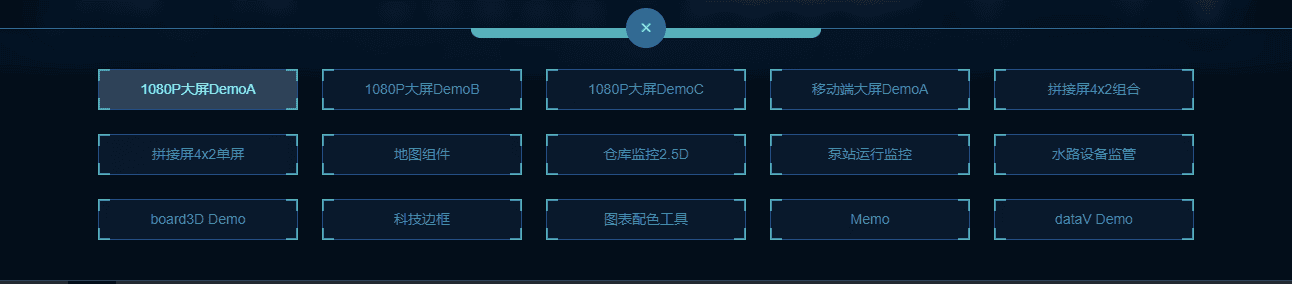 ×
1080P大屏DemoA
1080P大屏DemoB
1080P大屏DemoC
移动端大屏DemoA
拼接屏4x2组合
拼接屏4x2单屏
地图组件
仓库监控2.5D
泵站运行监控
水路设备监管
board3D Demo
科技边框
图表配色工具
Memo
dataV Demo